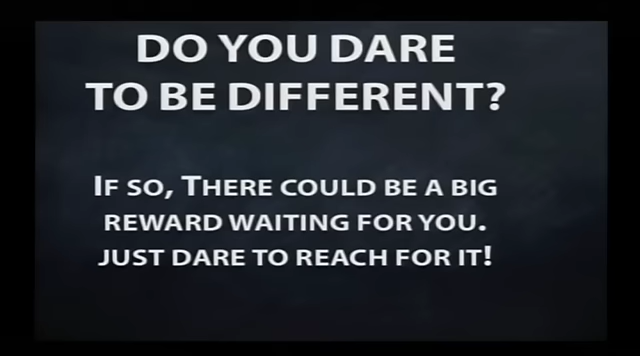 DO YOU DARE
TO BE DIFFERENT?
IF SO, THERE COULD BE A BIG
REWARD WAITING FOR YOU.
JUST DARE TO REACH FOR IT!